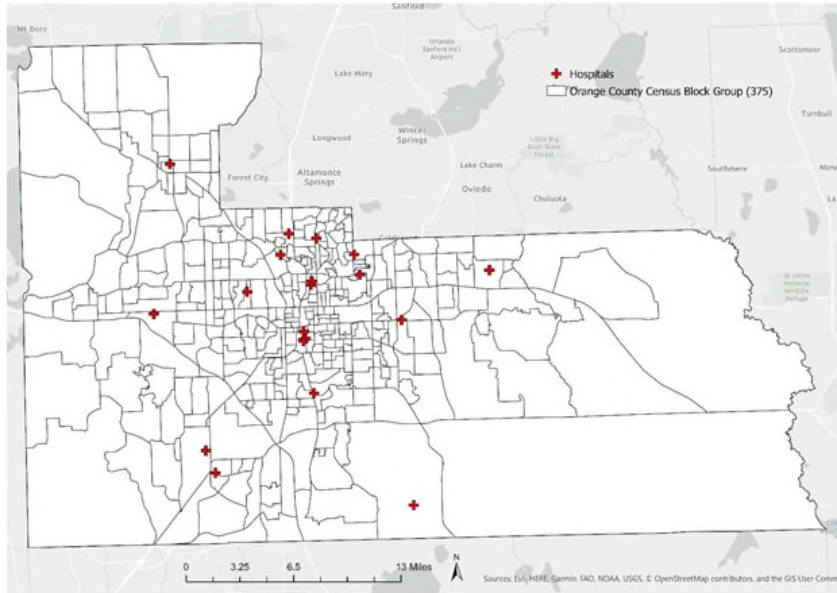 Sanford
Mt Dora
Orlando
Sanford Int'l
Airport
Scottsmoor
Lake Mary
Hospitals
Orange County Census Block Group (375)
Turnbull
Longwood
Winter
Springs
Little Big
Econ State
Forest
Lake Charm
Southmere
Mims
Forest City
Altamonte
Springs
Oviedo
Chuluota
St Johns
National
Wildlife
Refuge
0 3.25 6.5 13 Miles
N
Sources: Esri, HERE, Garmin, FAO, NOAA, USGS, © OpenStreetMap contributors, and the GIS User Comm